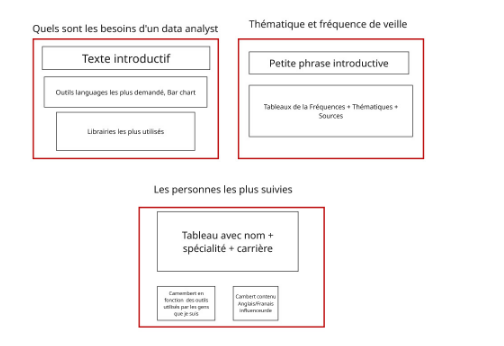 Quels sont les besoins d'un data analyst
Texte introductif
Outils languages les plus demandé, Bar chart
Librairies les plus utilisés
Thématique et fréquence de veille
Petite phrase introductive
Tableaux de la Fréquences + Thématiques +
Sources
Les personnes les plus suivies
Tableau avec nom +
spécialité + carrière
Camembert en
fonction des outils
utilisés par les gens
que je suis
Cambert contenu
Anglais/Franais